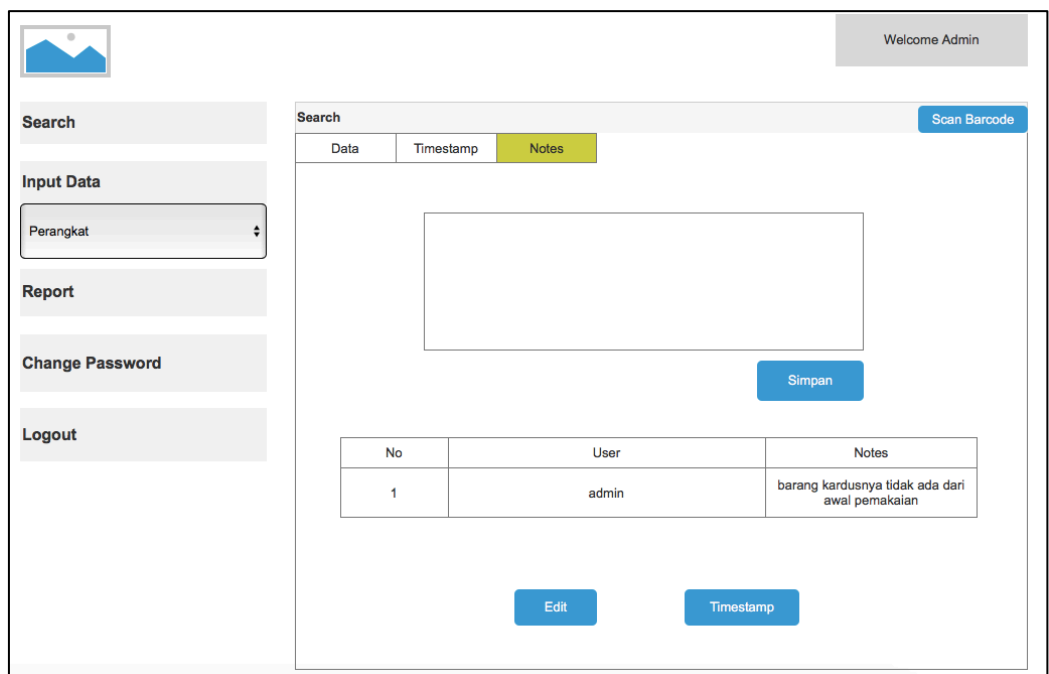 Welcome Admin
Search
Input Data
Perangkat
Report
Change Password
Logout
Search
Scan Barcode
Data
Timestamp
Notes
Simpan
No
User
Notes
1
admin
barang kardusnya tidak ada dari
awal pemakaian
Edit
Timestamp